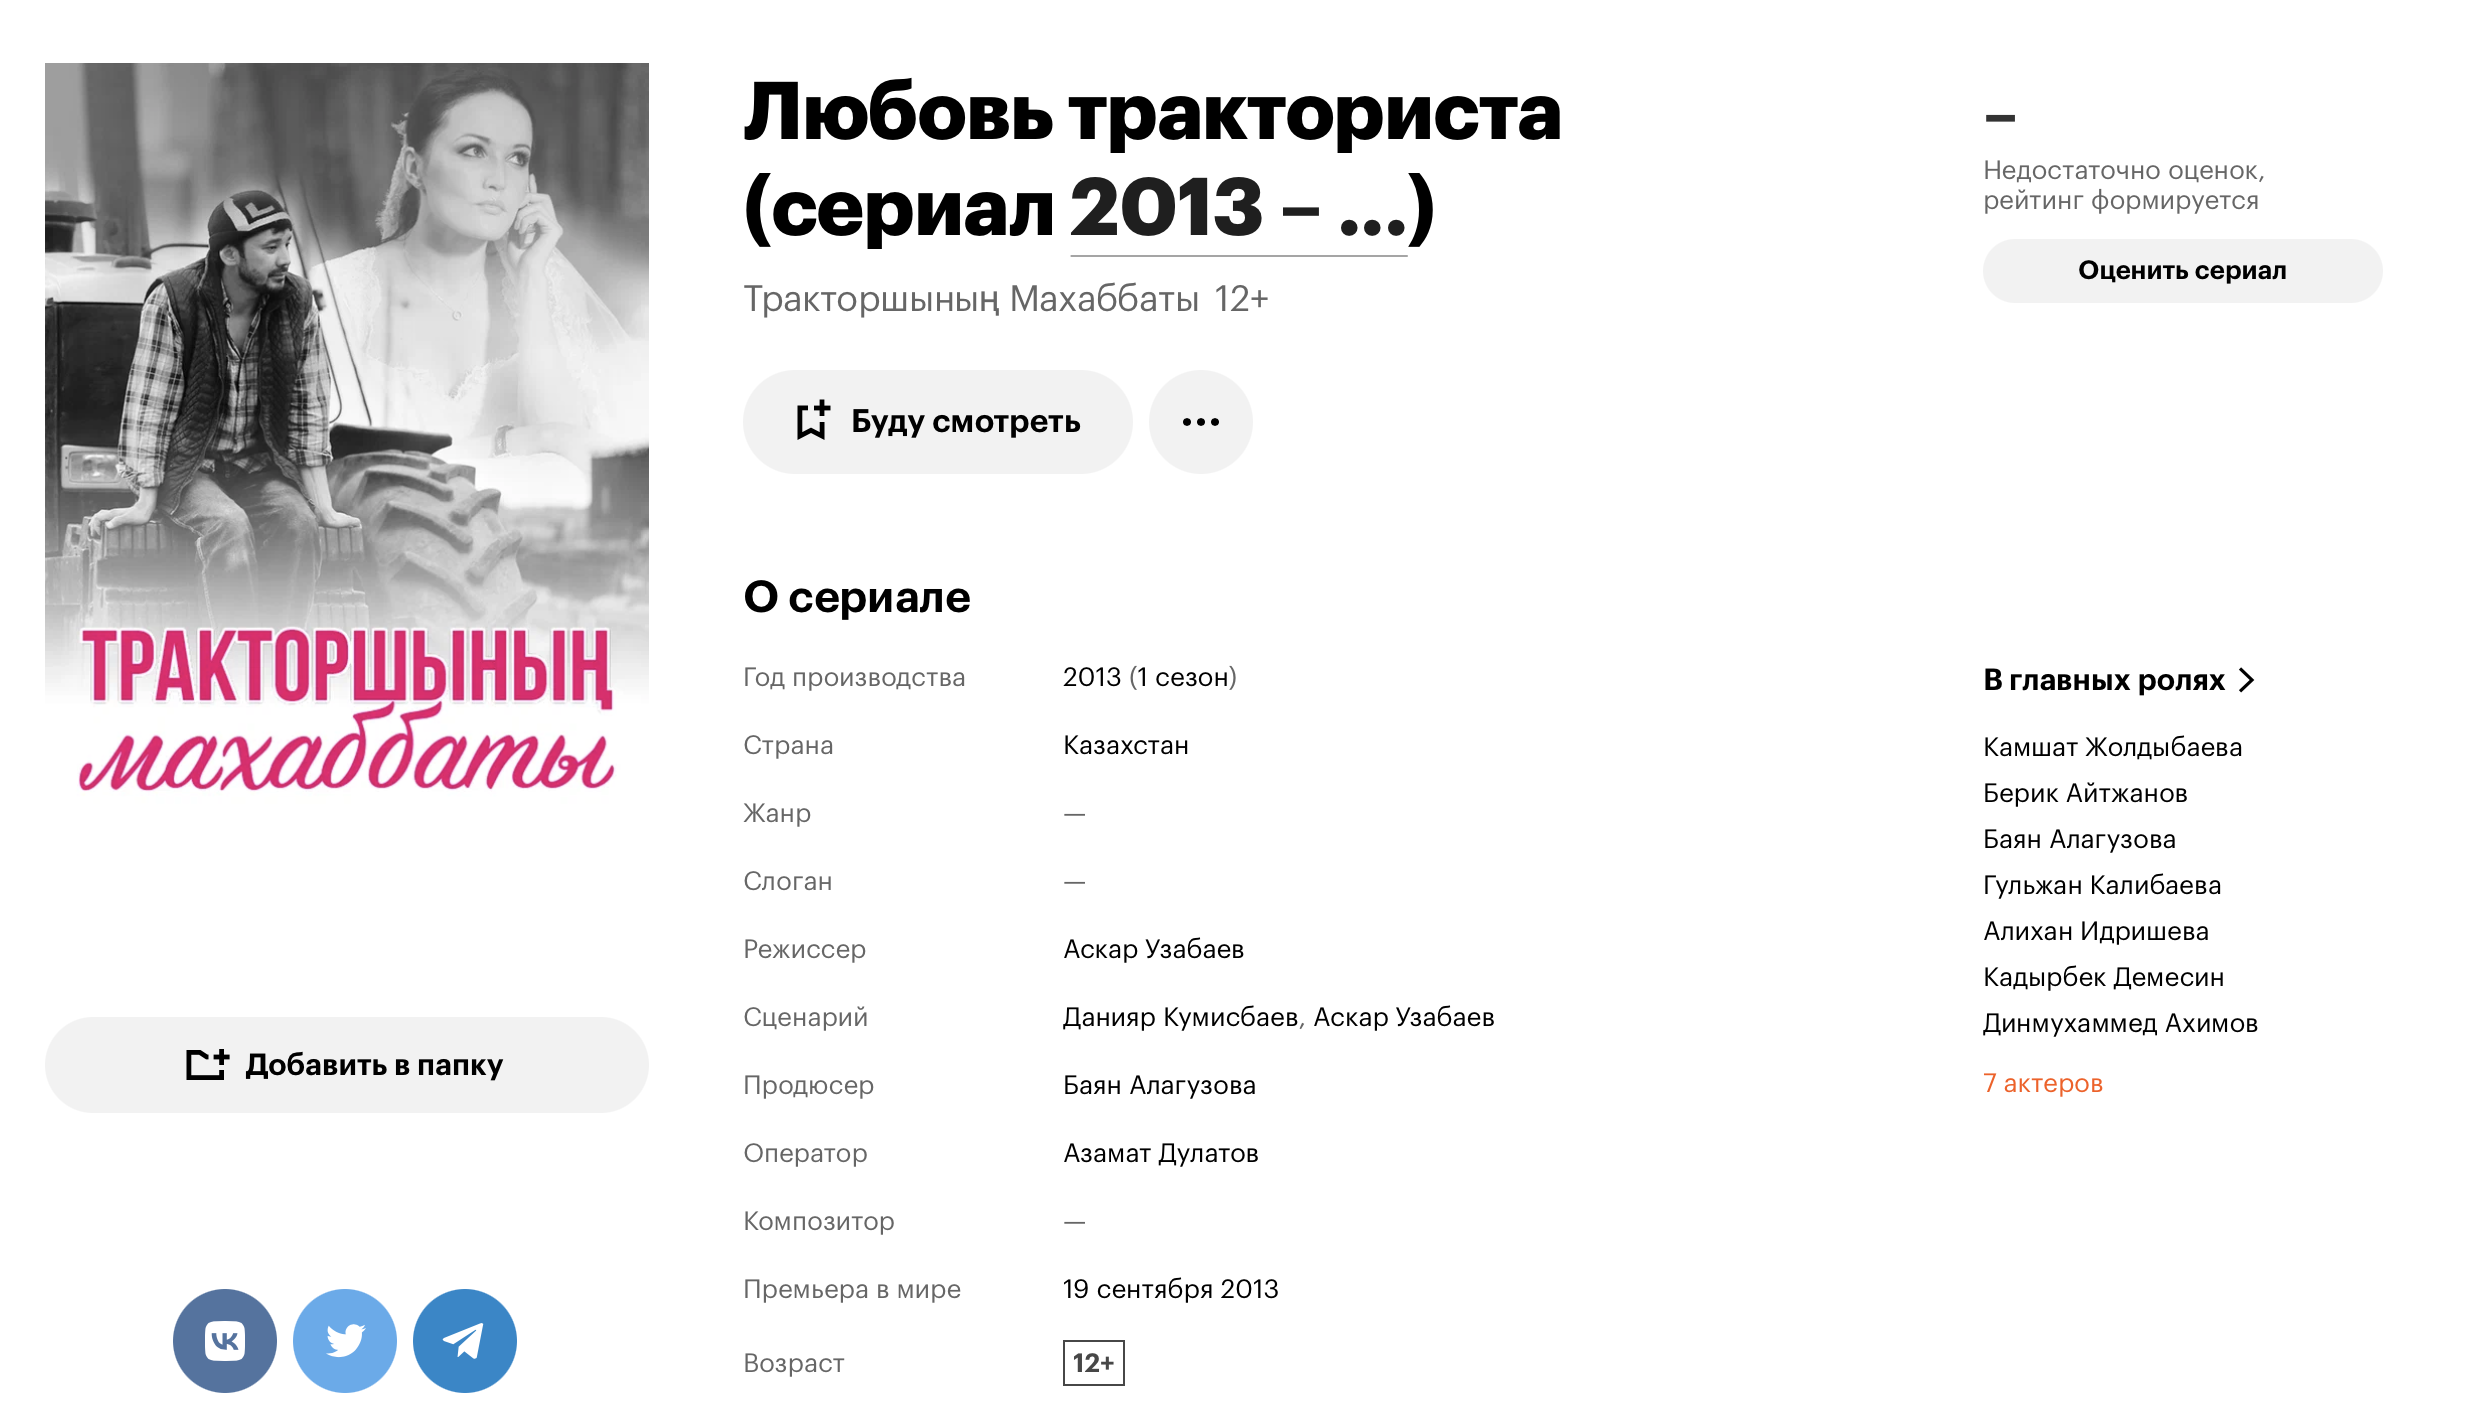 ТРАКТОРШЫНЫҢ
махаббаты
Добавить в папку
Любовь тракториста
(сериал 2013 – ...)
Тракторшының Махаббаты 12+
Буду смотреть
О сериале
Год производства 2013 (1 сезон)
Страна Казахстан
Жанр —
Слоган —
Режиссер Аскар Узабаев
Сценарий Данияр Кумисбаев, Аскар Узабаев
Продюсер Баян Алагузова
Оператор Азамат Дулатов
Композитор —
Премьера в мире 19 сентября 2013
Возраст 12+
–
Недостаточно оценок,
рейтинг формируется
Оценить сериал
В главных ролях
Камшат Жолдыбаева
Берик Айтжанов
Баян Алагузова
Гульжан Калибаева
Алихан Идришева
Кадырбек Демесин
Динмухаммед Ахимов
7 актеров